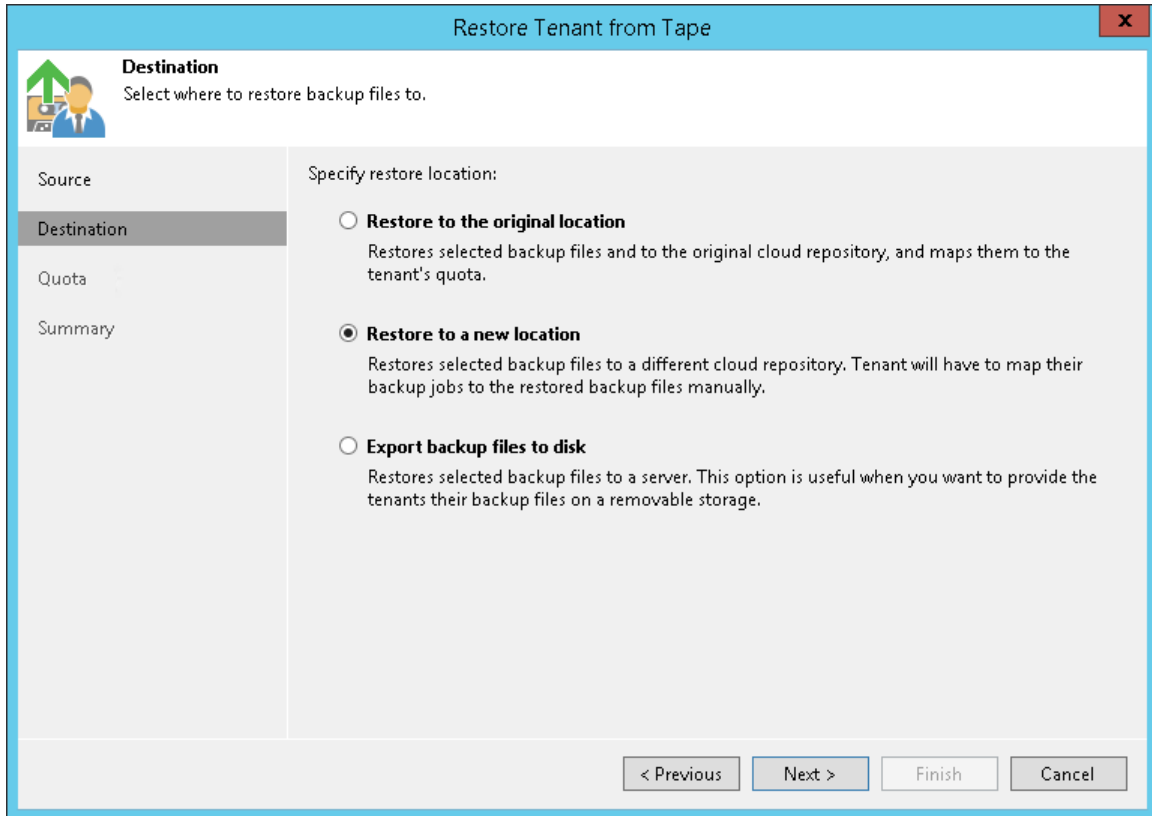 Restore Tenant from Tape
x
Destination
Select where to restore backup files to.
Source
Destination
Quota
Summary
Specify restore location:
Restore to the original location
Restores selected backup files and to the original cloud repository, and maps them to the
tenant's quota.
Restore to a new location
Restores selected backup files to a different cloud repository. Tenant will have to map their
backup jobs to the restored backup files manually.
Export backup files to disk
Restores selected backup files to a server. This option is useful when you want to provide the
tenants their backup files on a removable storage.
< Previous
Next >
Finish
Cancel